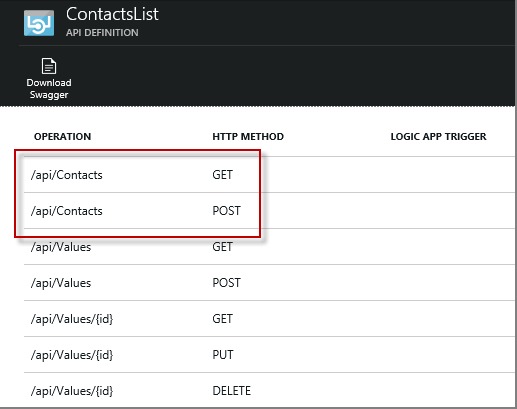 ContactsList
API DEFINITION
Download
Swagger
OPERATION HTTP METHOD LOGIC APP TRIGGER
/api/Contacts GET
/api/Contacts POST
/api/Values GET
/api/Values POST
/api/Values/{id} GET
/api/Values/{id} PUT
/api/Values/{id} DELETE